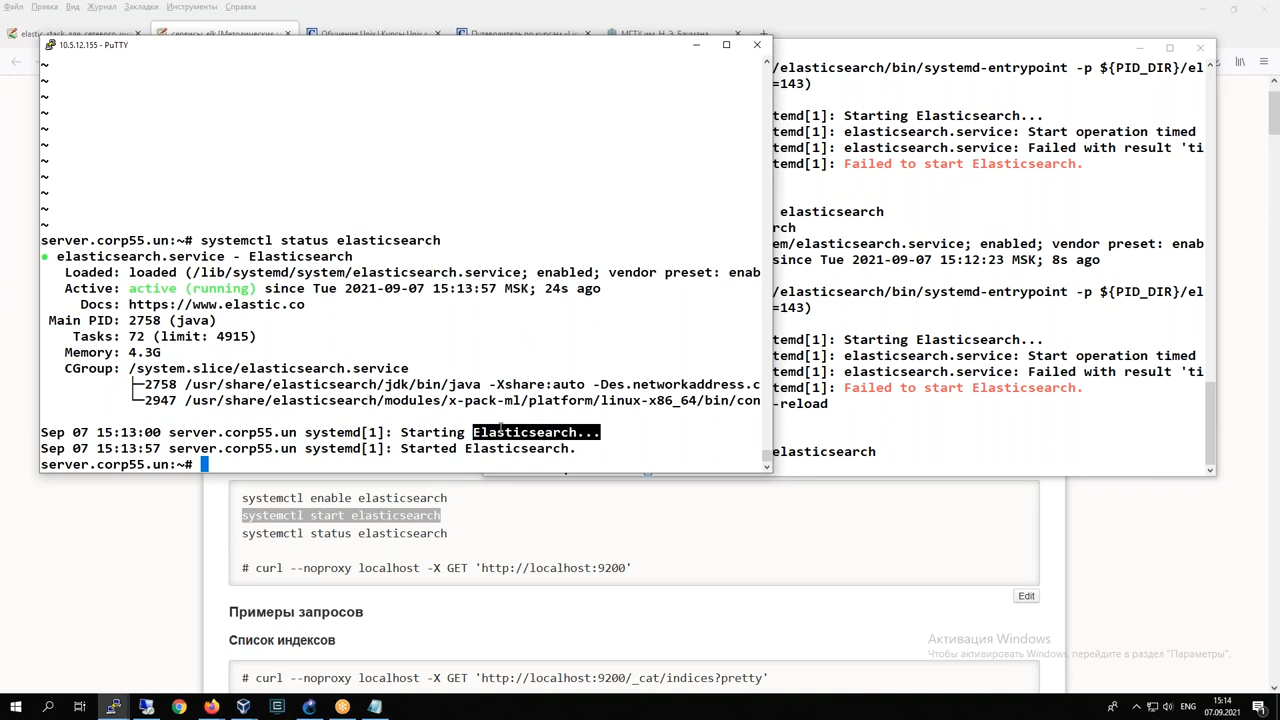 Файл Правка Вид Журнал Закладки Инструменты Справка
10.5.12.155 - PuTTY
~
~
~
~
~
~
~
~
~
~
~
server.corp55.un:~# systemctl status elasticsearch
● elasticsearch.service - Elasticsearch
Loaded: loaded (/lib/systemd/system/elasticsearch.service; enabled; vendor preset: enab
Active: active (running) since Tue 2021-09-07 15:13:57 MSK; 24s ago
Docs: https://www.elastic.co
Main PID: 2758 (java)
Tasks: 72 (limit: 4915)
Memory: 4.3G
CGroup: /system.slice/elasticsearch.service
├─2758 /usr/share/elasticsearch/jdk/bin/java -Xshare:auto -Des.networkaddress.c
└─2947 /usr/share/elasticsearch/modules/x-pack-ml/platform/linux-x86_64/bin/con
Sep 07 15:13:00 server.corp55.un systemd[1]: Starting Elasticsearch...
Sep 07 15:13:57 server.corp55.un systemd[1]: Started Elasticsearch.
server.corp55.un:~#
/elasticsearch/bin/systemd-entrypoint -p ${PID_DIR}/el
=143)
temd[1]: Starting Elasticsearch...
temd[1]: elasticsearch.service: Start operation timed
temd[1]: elasticsearch.service: Failed with result 'ti
temd[1]: Failed to start Elasticsearch.
elasticsearch
rch
em/elasticsearch.service; enabled; vendor preset: enab
since Tue 2021-09-07 15:12:23 MSK; 8s ago
/elasticsearch/bin/systemd-entrypoint -p ${PID_DIR}/el
=143)
temd[1]: Starting Elasticsearch...
temd[1]: elasticsearch.service: Start operation timed
temd[1]: elasticsearch.service: Failed with result 'ti
temd[1]: Failed to start Elasticsearch.
-reload
elasticsearch
systemctl enable elasticsearch
systemctl start elasticsearch
systemctl status elasticsearch
# curl --noproxy localhost -X GET 'http://localhost:9200'
Edit
Примеры запросов
Список индексов
# curl --noproxy localhost -X GET 'http://localhost:9200/_cat/indices?pretty'
Активация Windows
Чтобы активировать Windows, перейдите в раздел "Параметры".
ENG
15:14
07.09.2021